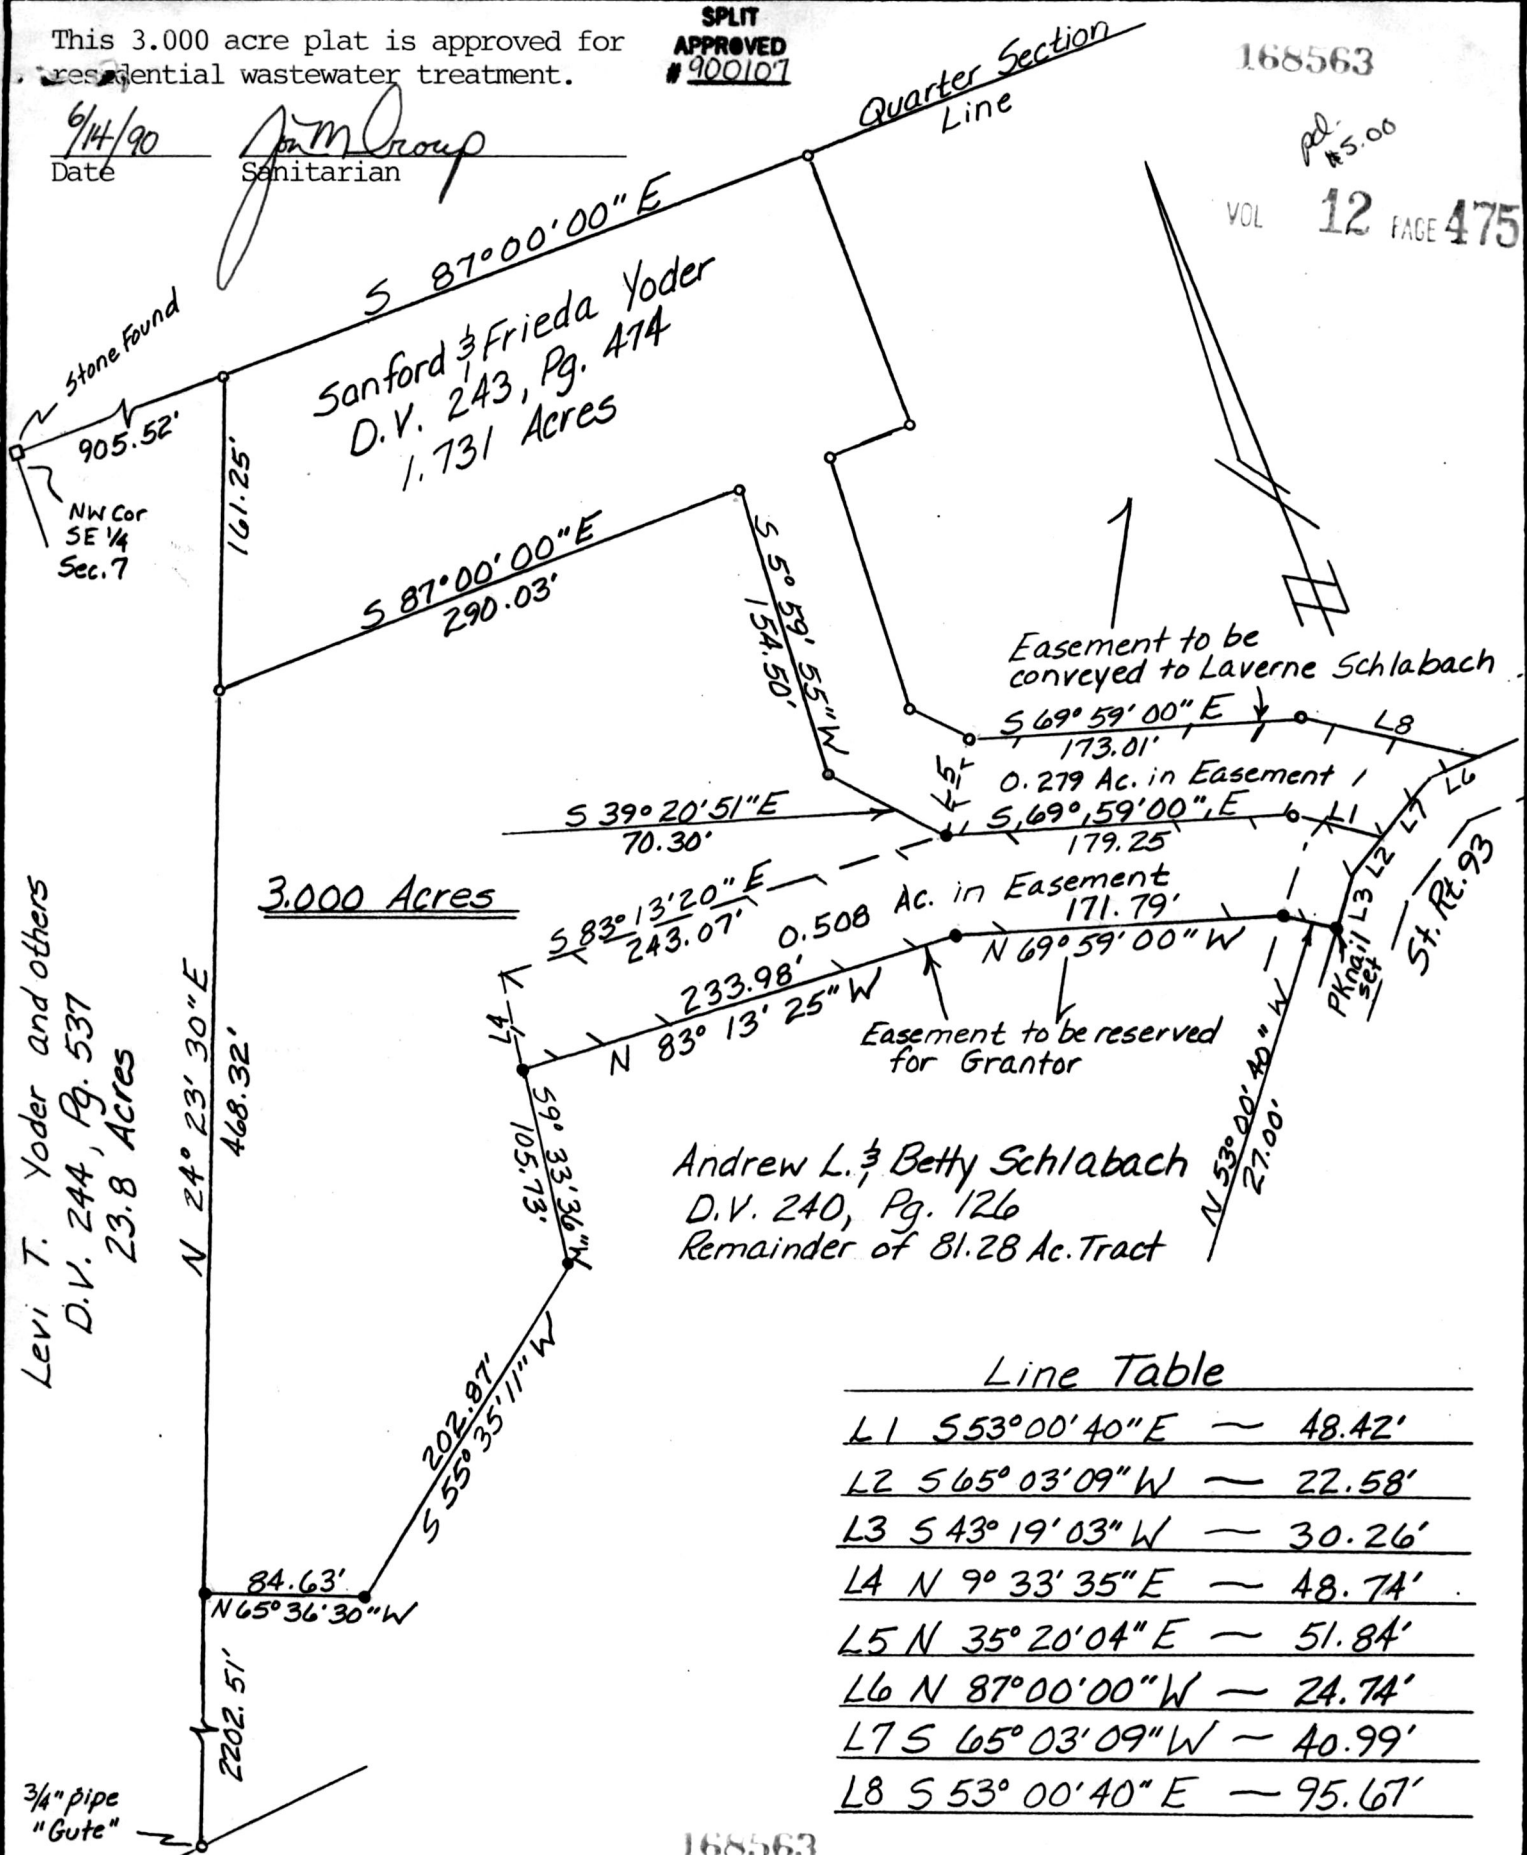 This 3.000 acre plat is approved for
residential wastewater treatment.
6/14/90
Date
Sanitarian
SPLIT
APPROVED
# 900107
168563
pd.
$5.00
VOL 12 PAGE 475
Quarter Section
Line
S 87°00'00" E
Stone Found
905.52'
NW Cor
SE 1/4
Sec. 7
Sanford & Frieda Yoder
D.V. 243, Pg. 474
1.731 Acres
161.25'
S 87°00'00" E
290.03'
S 5° 59' 55" W
154.50'
Easement to be
conveyed to Laverne Schlabach
S 69° 59' 00" E
173.01'
L8
L5
0.279 Ac. in Easement
L6
S 69° 59' 00" E
179.25
L1
L7
L2
L3
St. Rt. 93
S 39° 20' 51" E
70.30'
3.000 Acres
S 83° 13' 20" E
243.07'
0.508 Ac. in Easement
171.79'
N 69° 59' 00" W
PK nail
set
233.98'
N 83° 13' 25" W
L4
Easement to be reserved
for Grantor
N 53° 00' 40" W
27.00'
Levi T. Yoder and others
D.V. 244, Pg. 537
23.8 Acres
N 24° 23' 30" E
468.32'
S 9° 33' 36" W
105.73'
Andrew L. & Betty Schlabach
D.V. 240, Pg. 126
Remainder of 81.28 Ac. Tract
202.87'
S 55° 35' 11" W
84.63'
N 65° 36' 30" W
2202.51'
3/4" pipe
"Gute"
Line Table
L1 S 53° 00' 40" E — 48.42'
L2 S 65° 03' 09" W — 22.58'
L3 S 43° 19' 03" W — 30.26'
L4 N 9° 33' 35" E — 48.74'
L5 N 35° 20' 04" E — 51.84'
L6 N 87° 00' 00" W — 24.74'
L7 S 65° 03' 09" W — 40.99'
L8 S 53° 00' 40" E — 95.67'
168563